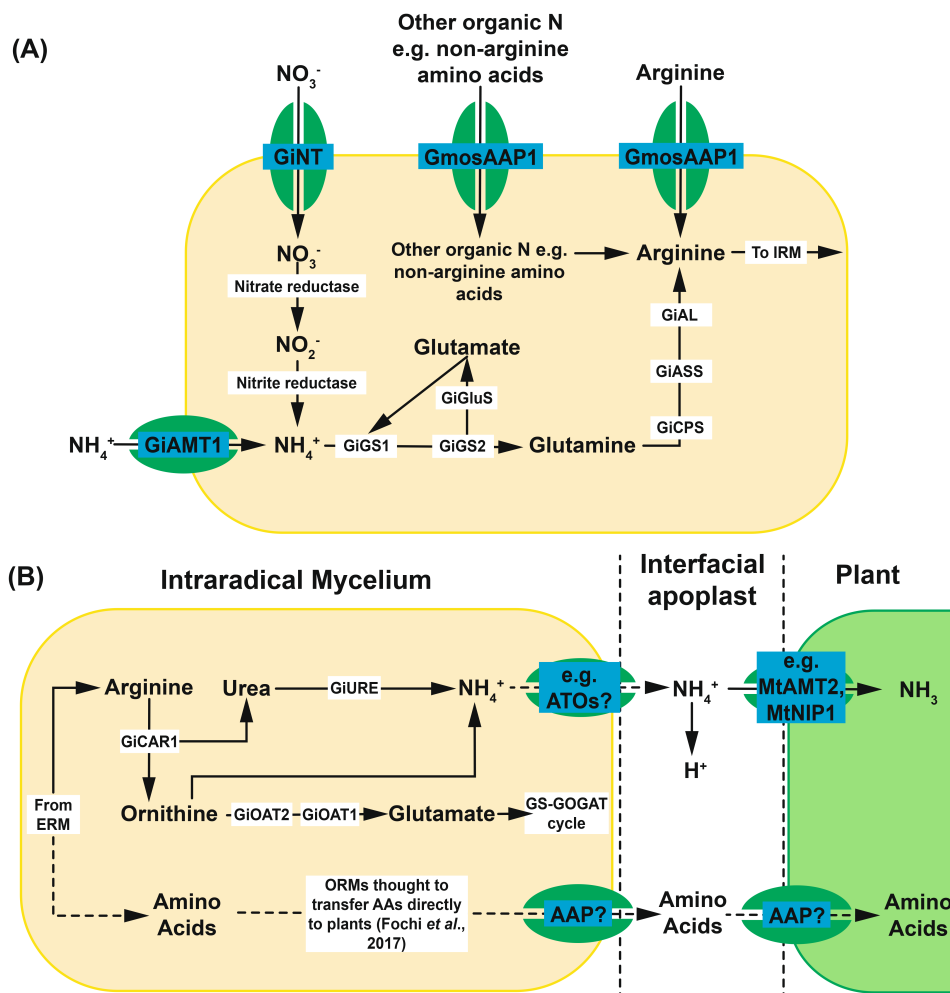 (A)
Other organic N
e.g. non-arginine
amino acids
NO3-
Arginine
GiNT
GmosAAP1
GmosAAP1
NO3-
Other organic N e.g.
non-arginine amino
acids
Arginine
To IRM
Nitrate reductase
GiAL
NO2-
Glutamate
Nitrite reductase
GiASS
GiGluS
GiCPS
NH4+
GiAMT1
NH4+
GiGS1
GiGS2
Glutamine
(B)
Intraradical Mycelium
Interfacial
apoplast
Plant
Arginine
Urea
GiURE
NH4+
e.g.
ATOs?
NH4+
e.g.
MtAMT2,
MtNIP1
NH3
GiCAR1
H+
From
ERM
Ornithine
GiOAT2
GiOAT1
Glutamate
GS-GOGAT
cycle
Amino
Acids
ORMs thought to
transfer AAs directly
to plants (Fochi et al.,
2017)
AAP?
Amino
Acids
AAP?
Amino
Acids